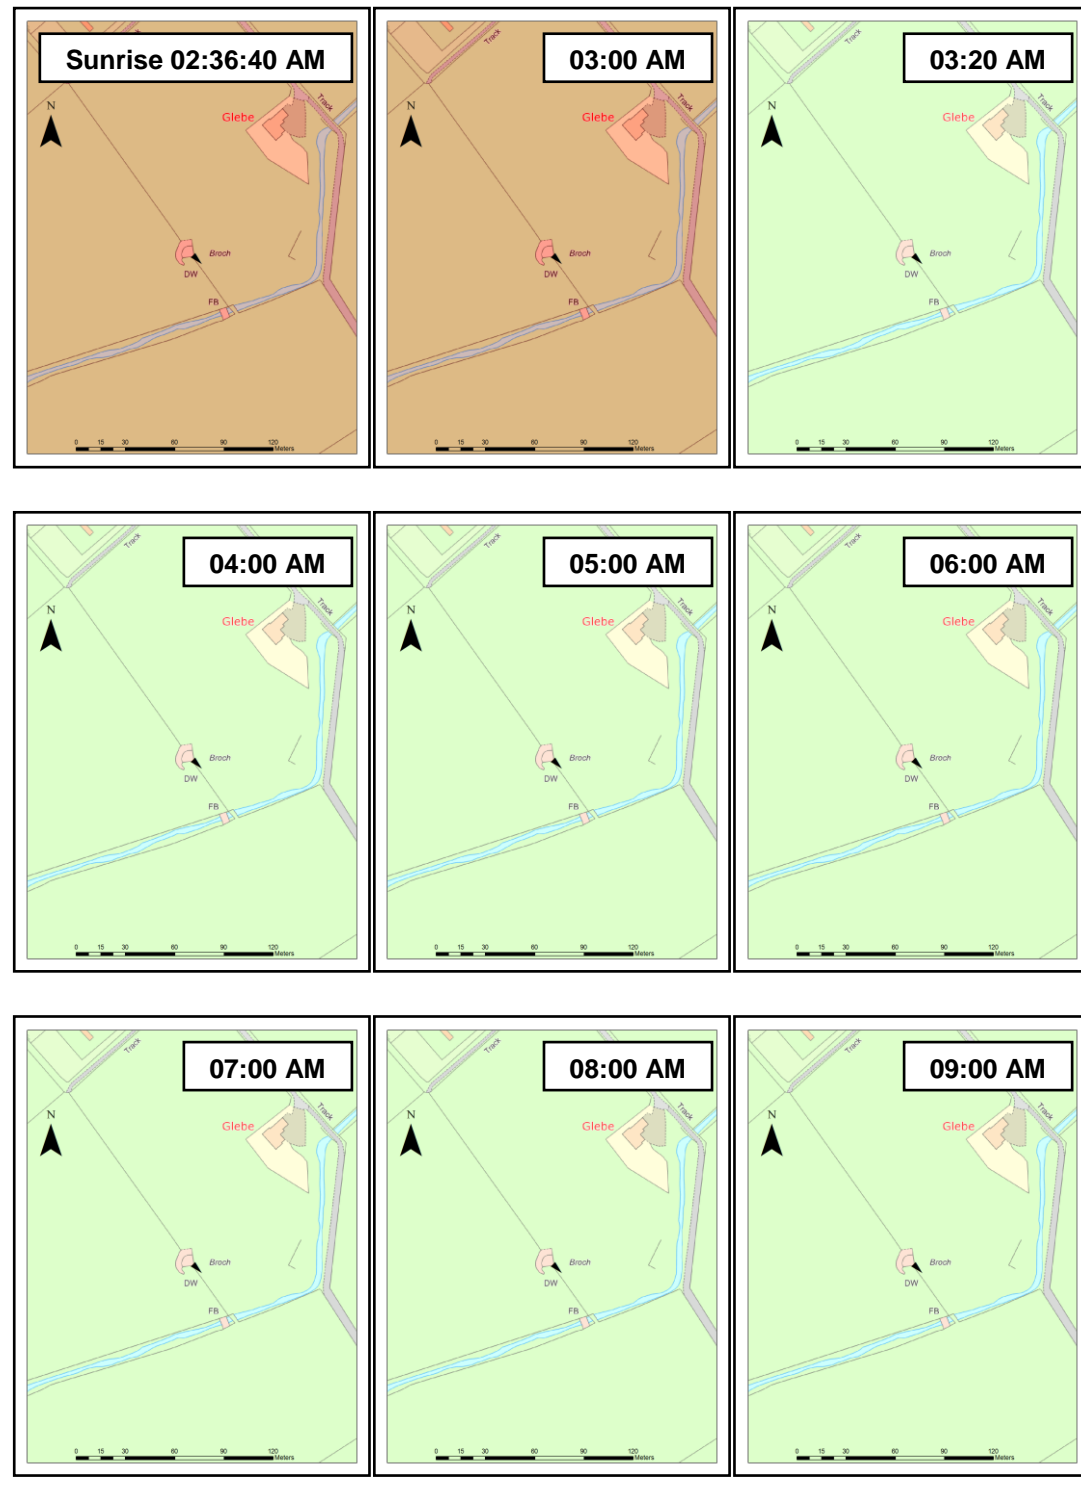 Sunrise 02:36:40 AM
Track
N
Glebe
Broch
DW
FB
0 15 30 60 90 120
Meters
03:00 AM
Track
Track
N
Glebe
Broch
DW
FB
0 15 30 60 90 120
Meters
03:20 AM
Track
Track
N
Glebe
Broch
DW
FB
0 15 30 60 90 120
Meters
04:00 AM
Track
Track
N
Glebe
Broch
DW
FB
0 15 30 60 90 120
Meters
05:00 AM
Track
Track
N
Glebe
Broch
DW
FB
0 15 30 60 90 120
Meters
06:00 AM
Track
Track
N
Glebe
Broch
DW
FB
0 15 30 60 90 120
Meters
07:00 AM
Track
Track
N
Glebe
Broch
DW
FB
0 15 30 60 90 120
Meters
08:00 AM
Track
Track
N
Glebe
Broch
DW
FB
0 15 30 60 90 120
Meters
09:00 AM
Track
Track
N
Glebe
Broch
DW
FB
0 15 30 60 90 120
Meters